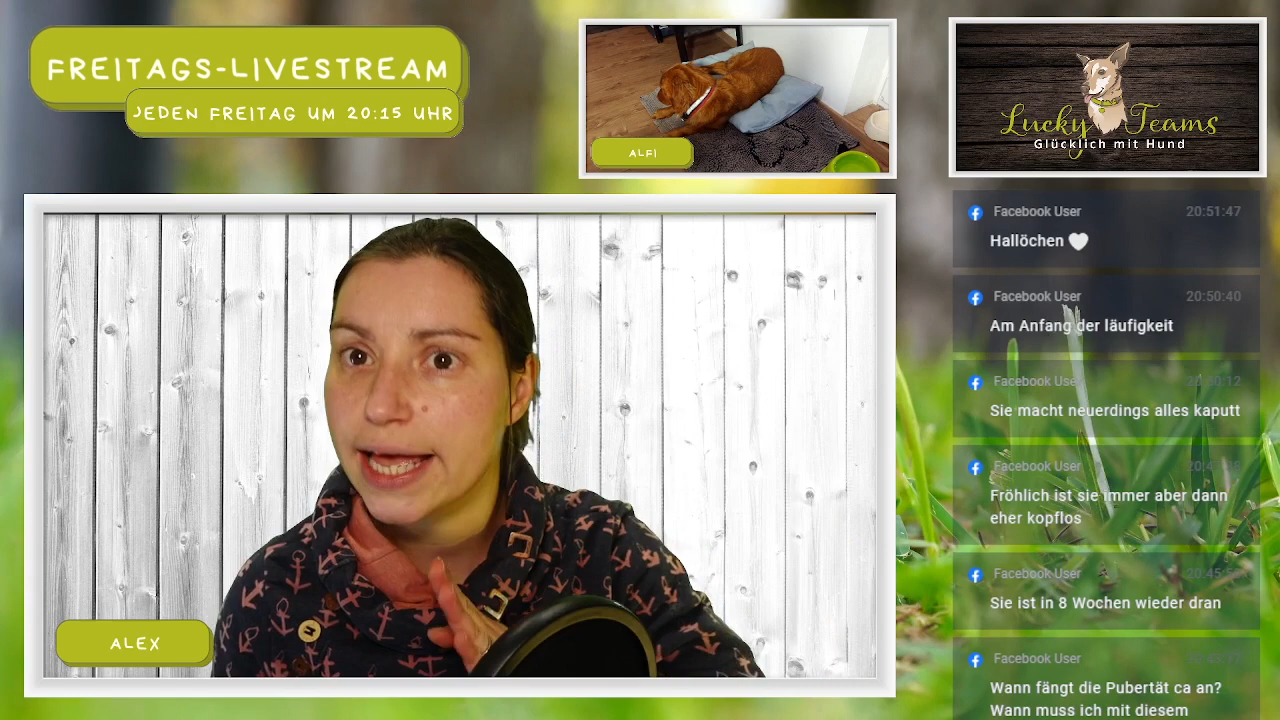 FREITAGS-LIVESTREAM
JEDEN FREITAG UM 20:15 UHR
ALFI
Lucky Teams
Glücklich mit Hund
Facebook User 20:51:47
Hallöchen 🤍
Facebook User 20:50:40
Am Anfang der läufigkeit
Facebook User
Sie macht neuerdings alles kaputt
Facebook User
Fröhlich ist sie immer aber dann
eher kopflos
Facebook User
Sie ist in 8 Wochen wieder dran
Facebook User
Wann fängt die Pubertät ca an?
Wann muss ich mit diesem
ALEX